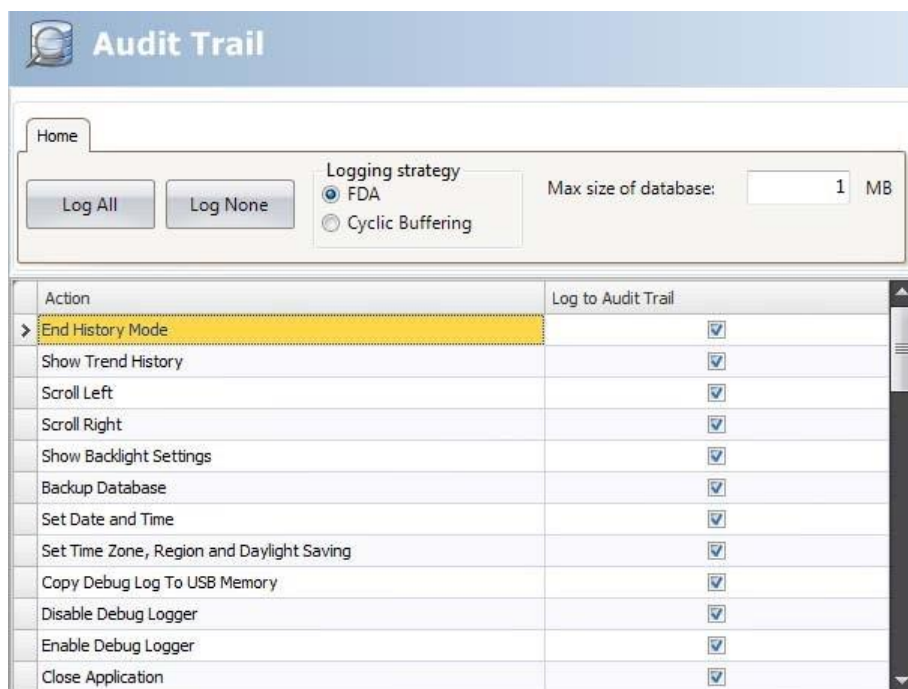 Audit Trail
Home
Log All
Log None
Logging strategy
FDA
Cyclic Buffering
Max size of database:
1 MB
Action Log to Audit Trail
End History Mode
Show Trend History
Scroll Left
Scroll Right
Show Backlight Settings
Backup Database
Set Date and Time
Set Time Zone, Region and Daylight Saving
Copy Debug Log To USB Memory
Disable Debug Logger
Enable Debug Logger
Close Application